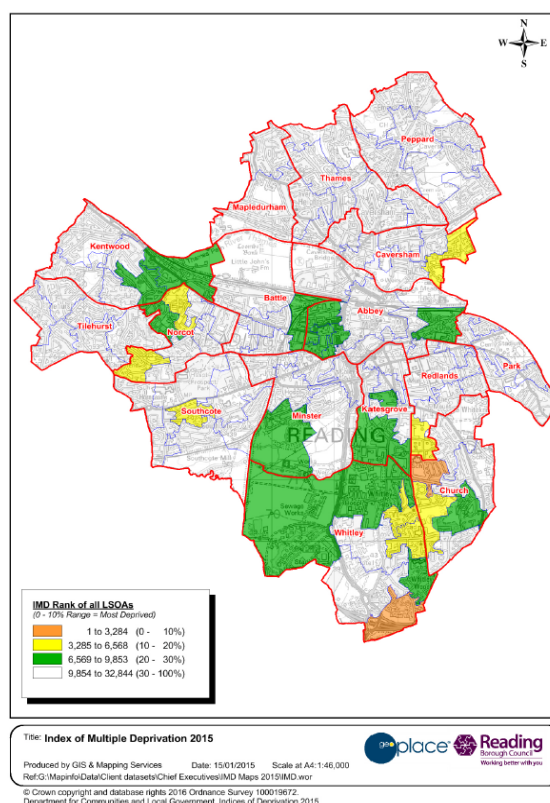 N
W E
S
Peppard
Thames
Mapledurham
Caversham
Kentwood
Battle
Abbey
Tilehurst
Norcot
Park
Redlands
Southcote
Minster
Katesgrove
READING
Church
Whitley
IMD Rank of all LSOAs
(0 - 10% Range = Most Deprived)
1 to 3,284 (0 - 10%)
3,285 to 6,568 (10 - 20%)
6,569 to 9,853 (20 - 30%)
9,854 to 32,844 (30 - 100%)
Title: Index of Multiple Deprivation 2015
Produced by GIS & Mapping Services Date: 15/01/2015 Scale at A4:1:46,000
Ref:G:\Mapinfo\Data\Client datasets\Chief Executives\IMD Maps 2015\IMD.wor
geoplace
Reading
Borough Council
Working better with you
© Crown copyright and database rights 2016 Ordnance Survey 100019672.
Department for Communities and Local Government, Indices of Deprivation 2015